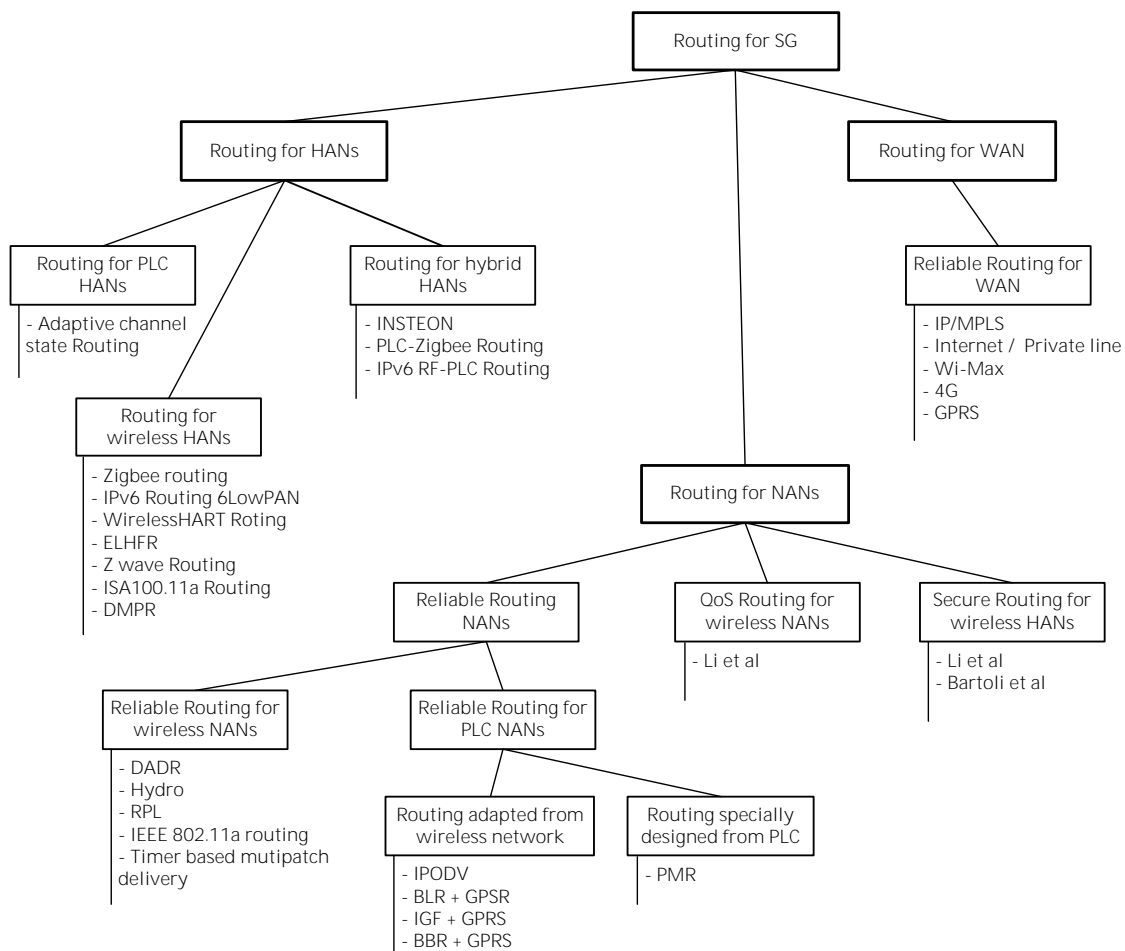 Routing for SG
Routing for HANs
Routing for WAN
Routing for PLC
HANs
- Adaptive channel
state Routing
Routing for hybrid
HANs
- INSTEON
- PLC-Zigbee Routing
- IPv6 RF-PLC Routing
Reliable Routing for
WAN
- IP/MPLS
- Internet / Private line
- Wi-Max
- 4G
- GPRS
Routing for
wireless HANs
- Zigbee routing
- IPv6 Routing 6LowPAN
- WirelessHART Roting
- ELHFR
- Z wave Routing
- ISA100.11a Routing
- DMPR
Routing for NANs
Reliable Routing
NANs
QoS Routing for
wireless NANs
- Li et al
Secure Routing for
wireless HANs
- Li et al
- Bartoli et al
Reliable Routing for
wireless NANs
- DADR
- Hydro
- RPL
- IEEE 802.11a routing
- Timer based mutipatch
delivery
Reliable Routing for
PLC NANs
Routing adapted from
wireless network
- IPODV
- BLR + GPSR
- IGF + GPRS
- BBR + GPRS
Routing specially
designed from PLC
- PMR